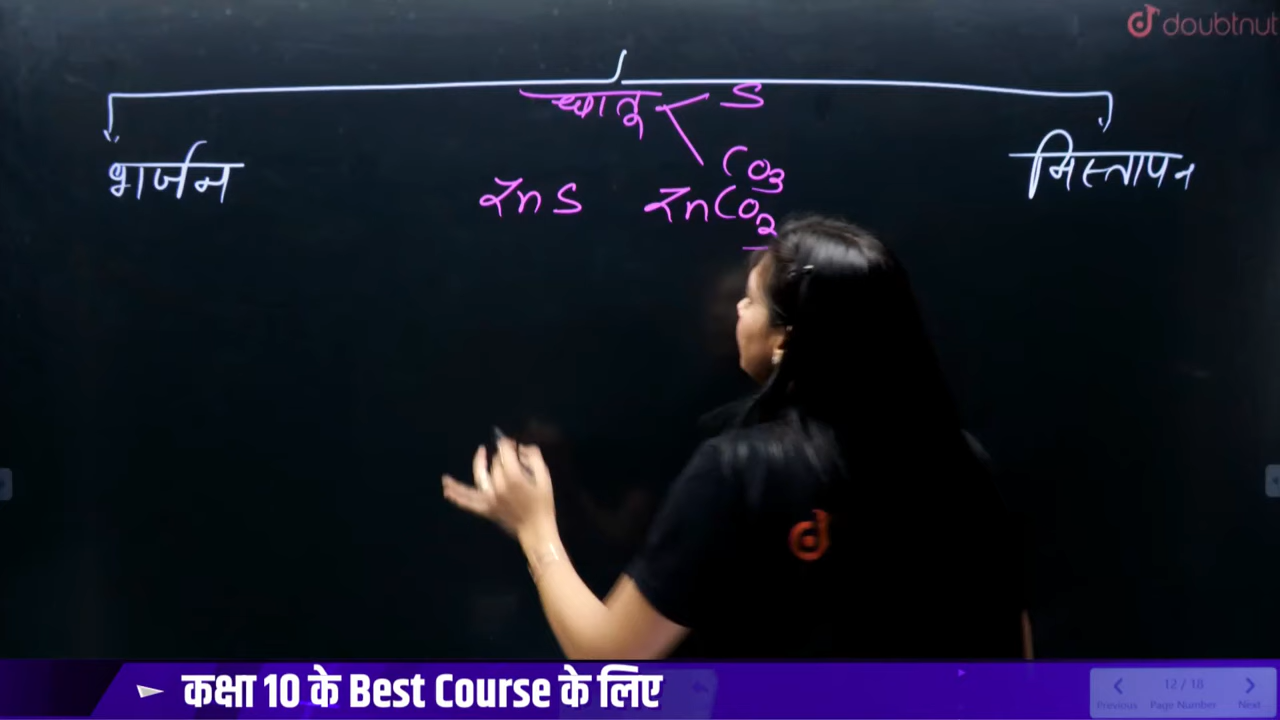 doubtnut
धातू S
CO3
भर्जन
निस्तापन
ZnS ZnCO2
कक्षा 10 के Best Course के लिए
12 / 18
Previous Page Number Next